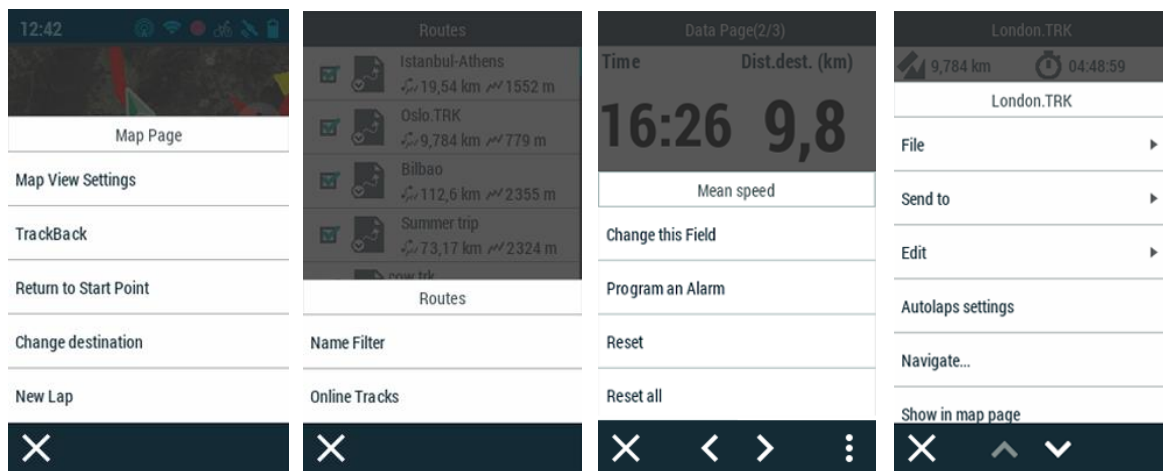 12:42
Map Page
Map View Settings
TrackBack
Return to Start Point
Change destination
New Lap
Routes
Istanbul-Athens
19,54 km 1552 m
Oslo.TRK
9,784 km 779 m
Bilbao
112,6 km 2355 m
Summer trip
73,17 km 2324 m
cow.trk
Routes
Name Filter
Online Tracks
Data Page(2/3)
Time Dist.dest. (km)
16:26 9,8
Mean speed
Change this Field
Program an Alarm
Reset
Reset all
London.TRK
9,784 km 04:48:59
London.TRK
File
Send to
Edit
Autolaps settings
Navigate...
Show in map page